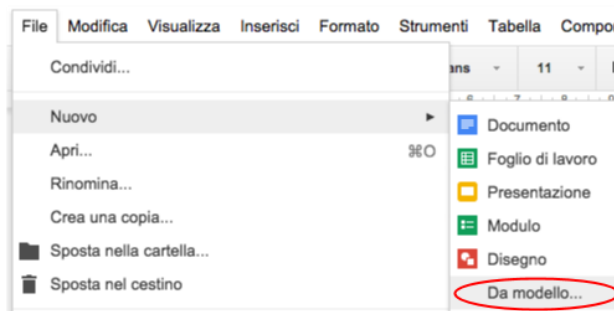 File Modifica Visualizza Inserisci Formato Strumenti Tabella
Condividi...
11
Nuovo
Documento
Apri... ⌘O
Foglio di lavoro
Rinomina...
Presentazione
Crea una copia...
Modulo
Sposta nella cartella...
Disegno
Sposta nel cestino
Da modello...